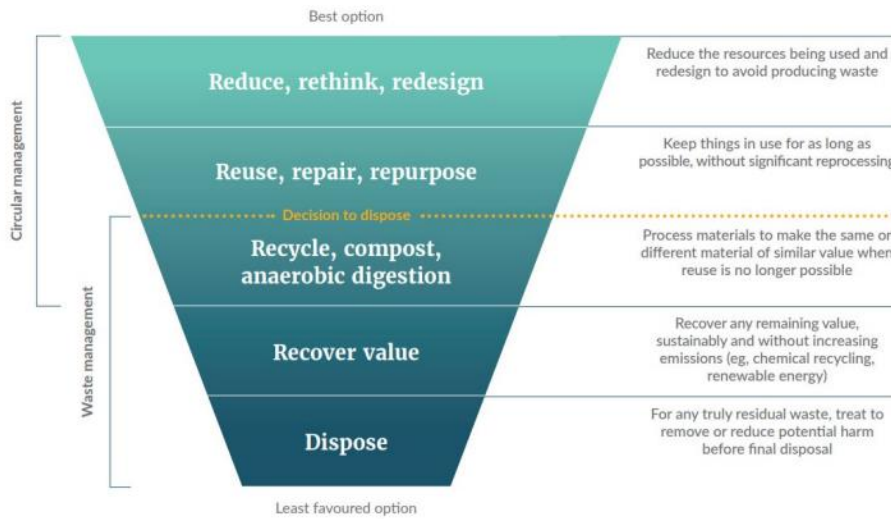 Best option
Circular management
Waste management
Reduce, rethink, redesign
Reduce the resources being used and
redesign to avoid producing waste
Reuse, repair, repurpose
Keep things in use for as long as
possible, without significant reprocessing
Decision to dispose
Recycle, compost,
anaerobic digestion
Process materials to make the same or
different material of similar value when
reuse is no longer possible
Recover value
Recover any remaining value,
sustainably and without increasing
emissions (eg, chemical recycling,
renewable energy)
Dispose
For any truly residual waste, treat to
remove or reduce potential harm
before final disposal
Least favoured option